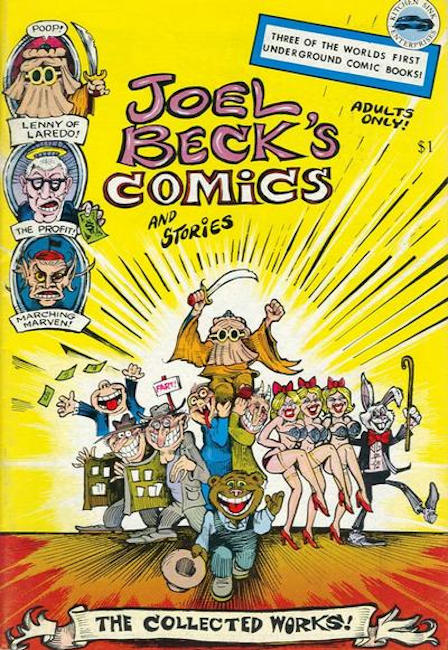 POOP!
LENNY OF
LAREDO!
THE PROFIT!
MARCHING
MARVEN!
KITCHEN SINK
ENTERPRISES
THREE OF THE WORLDS FIRST
UNDERGROUND COMIC BOOKS!
JOEL
BECK'S
COMICS
AND
STORIES
ADULTS
ONLY!
$1
FART!
THE COLLECTED WORKS!